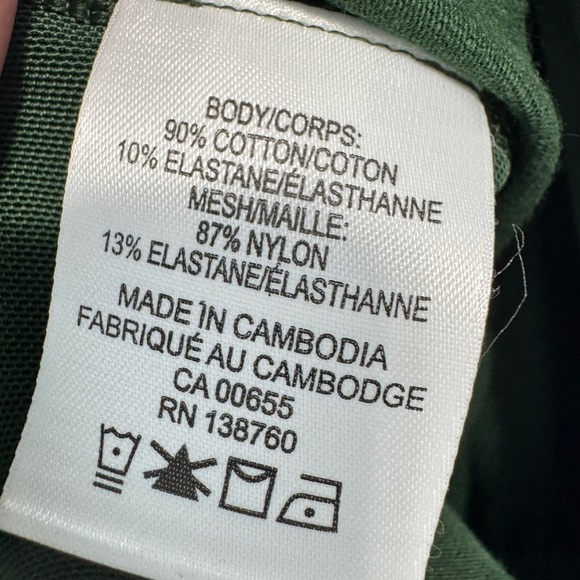 BODY/CORPS:
90% COTTON/COTON
10% ELASTANE/ÉLASTHANNE
MESH/MAILLE:
87% NYLON
13% ELASTANE/ÉLASTHANNE
MADE IN CAMBODIA
FABRIQUÉ AU CAMBODGE
CA 00655
RN 138760